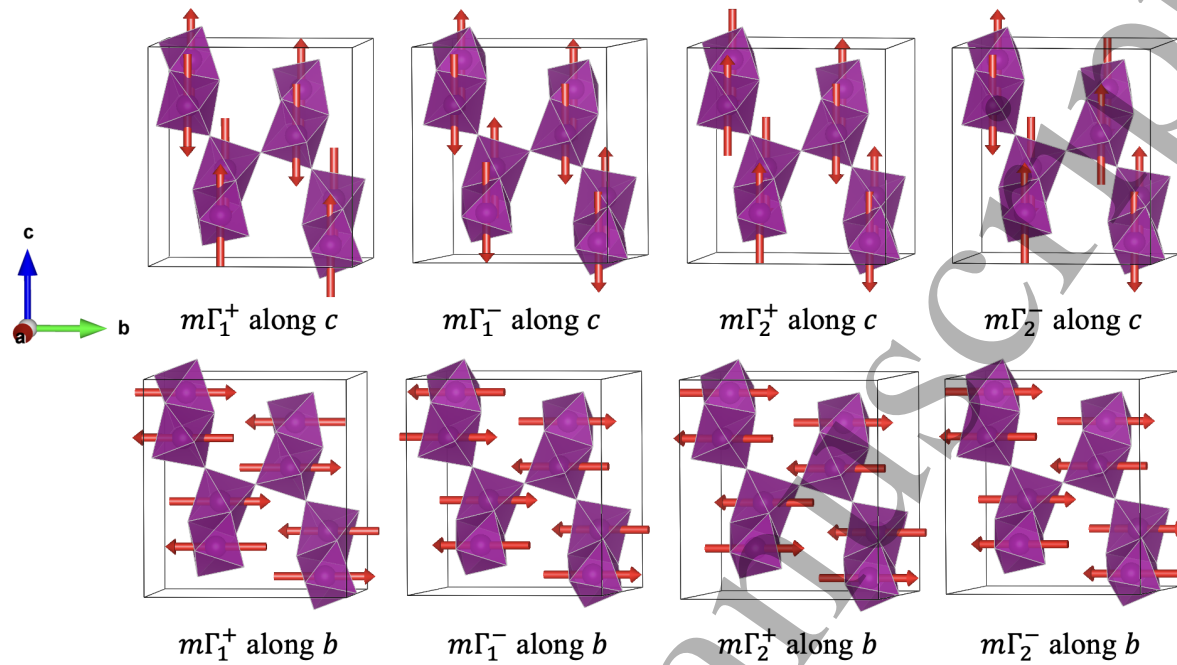 c
b
a
mΓ₁⁺ along c
mΓ₁⁻ along c
mΓ₂⁺ along c
mΓ₂⁻ along c
mΓ₁⁺ along b
mΓ₁⁻ along b
mΓ₂⁺ along b
mΓ₂⁻ along b